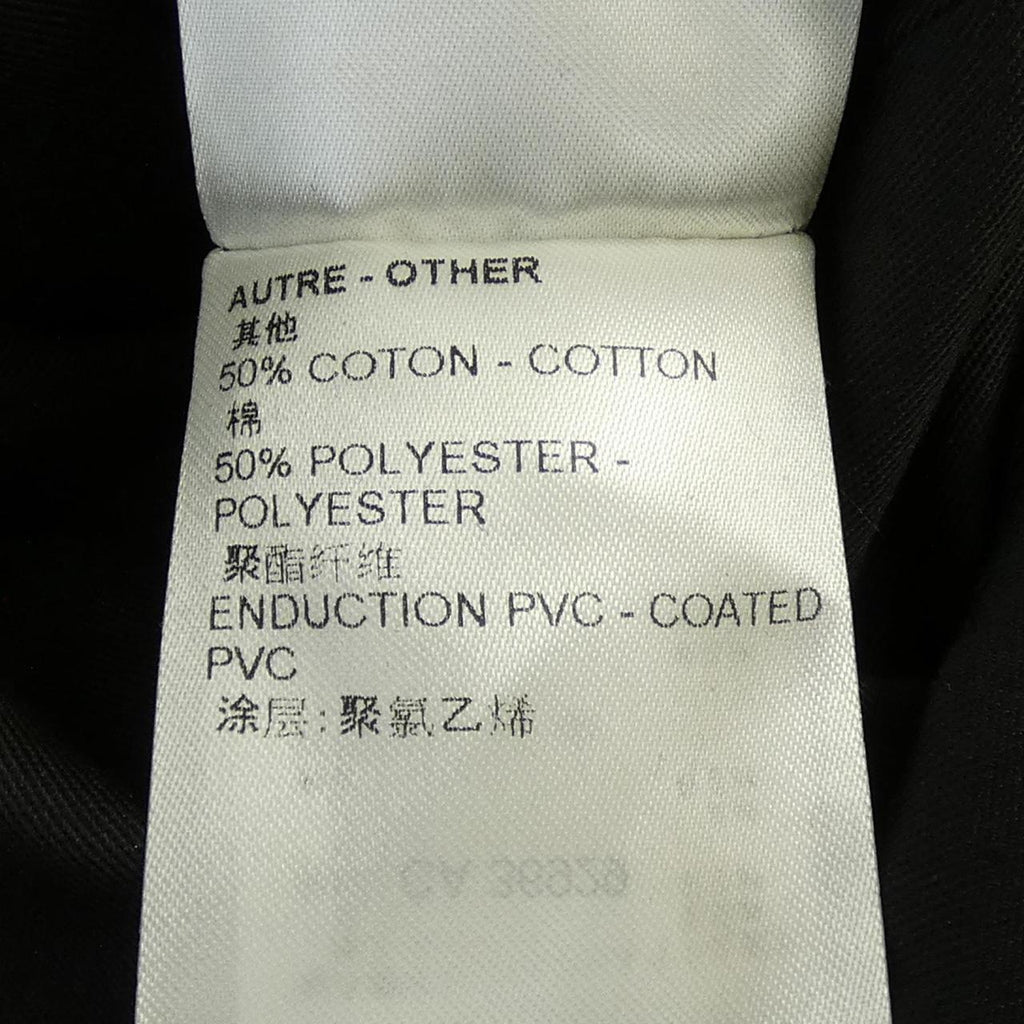 AUTRE - OTHER
其他
50% COTON - COTTON
棉
50% POLYESTER -
POLYESTER
聚酯纤维
ENDUCTION PVC - COATED
PVC
涂层:聚氯乙烯